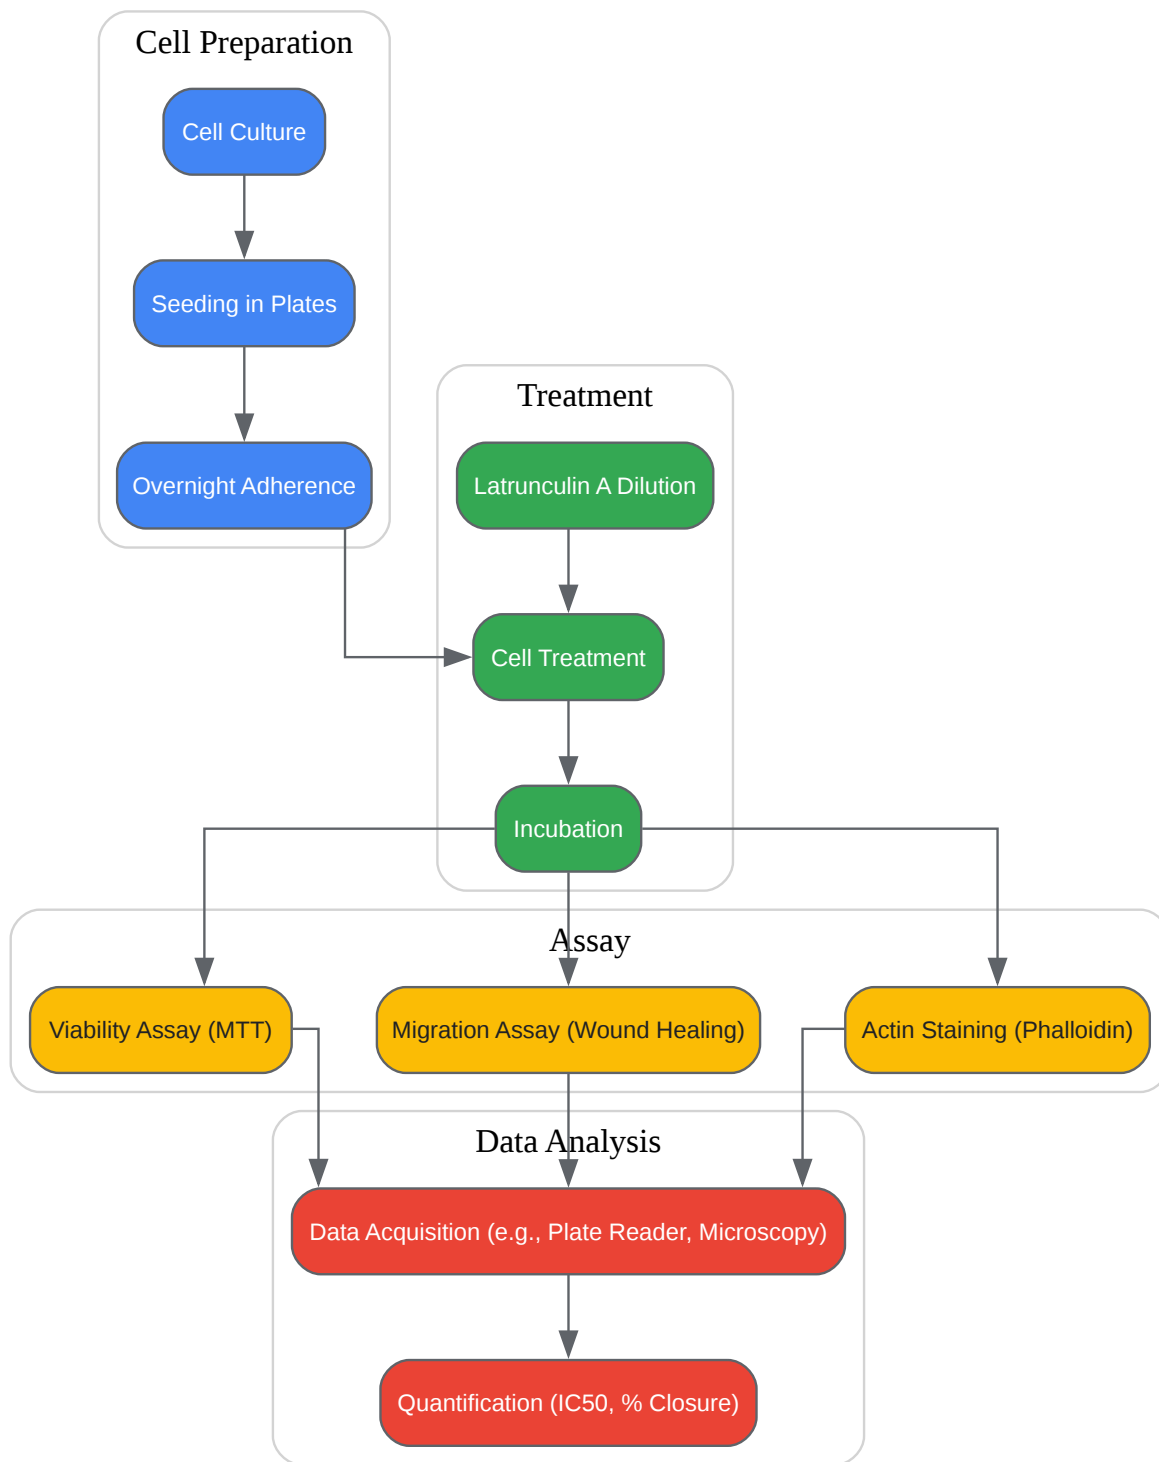 Cell Preparation
Cell Culture
Seeding in Plates
Overnight Adherence
Treatment
Latrunculin A Dilution
Cell Treatment
Incubation
Assay
Viability Assay (MTT)
Migration Assay (Wound Healing)
Actin Staining (Phalloidin)
Data Analysis
Data Acquisition (e.g., Plate Reader, Microscopy)
Quantification (IC50, % Closure)